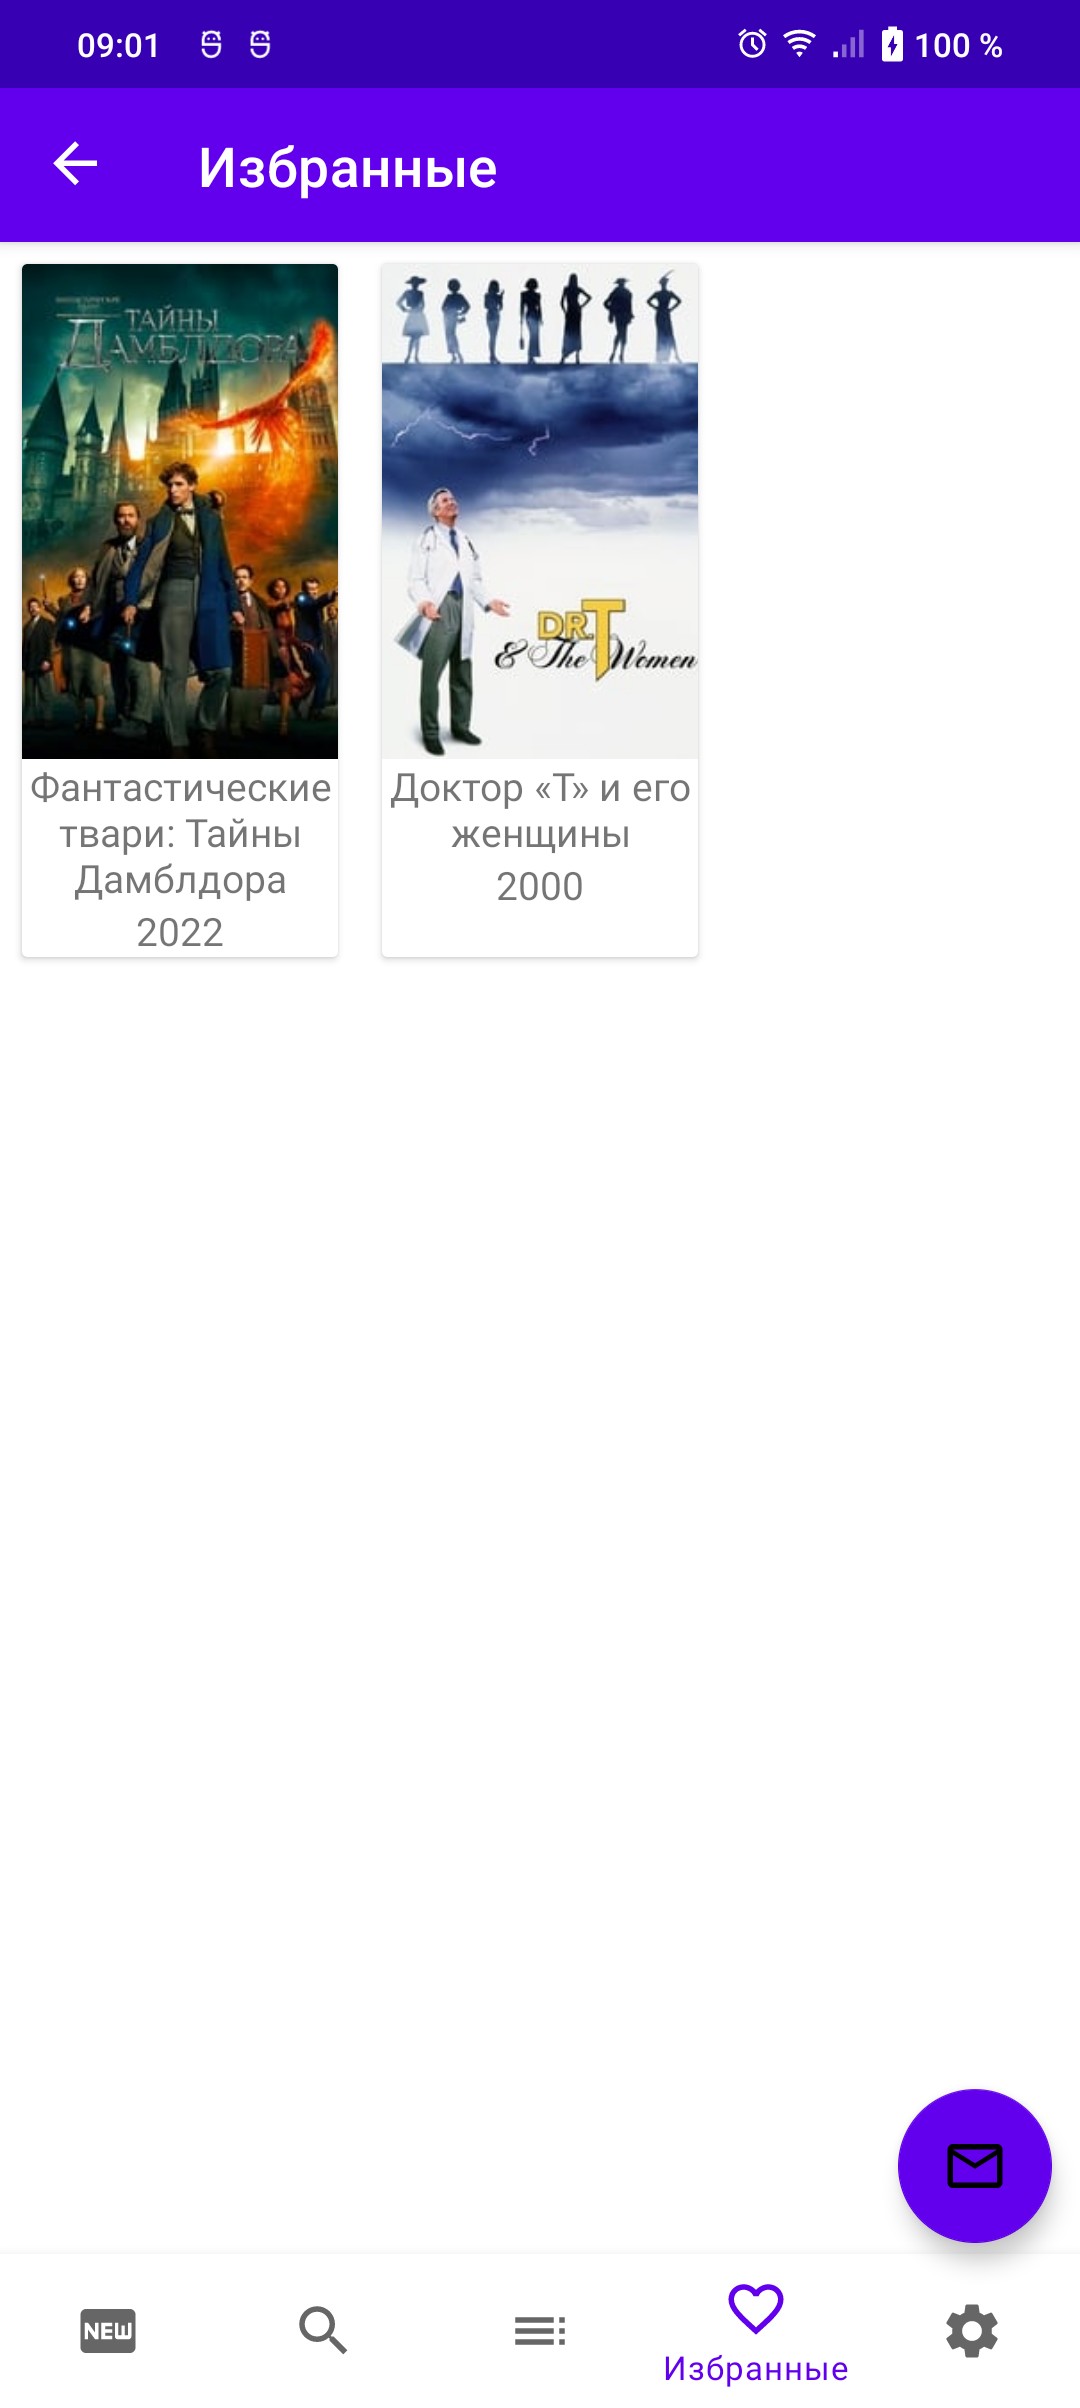 09:01
100 %
Избранные
ТАЙНЫ
ДАМБЛДОРА
DR. T
& The Women
Фантастические
твари: Тайны
Дамблдора
2022
Доктор «Т» и его
женщины
2000
NEW
Избранные